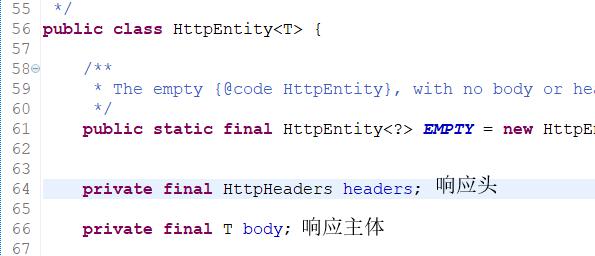 55 */
56 public class HttpEntity<T> {
57
58 /**
59 * The empty {@code HttpEntity}, with no body or hea
60 */
61 public static final HttpEntity<?> EMPTY = new HttpEn
62
63
64 private final HttpHeaders headers; 响应头
65
66 private final T body; 响应主体
67